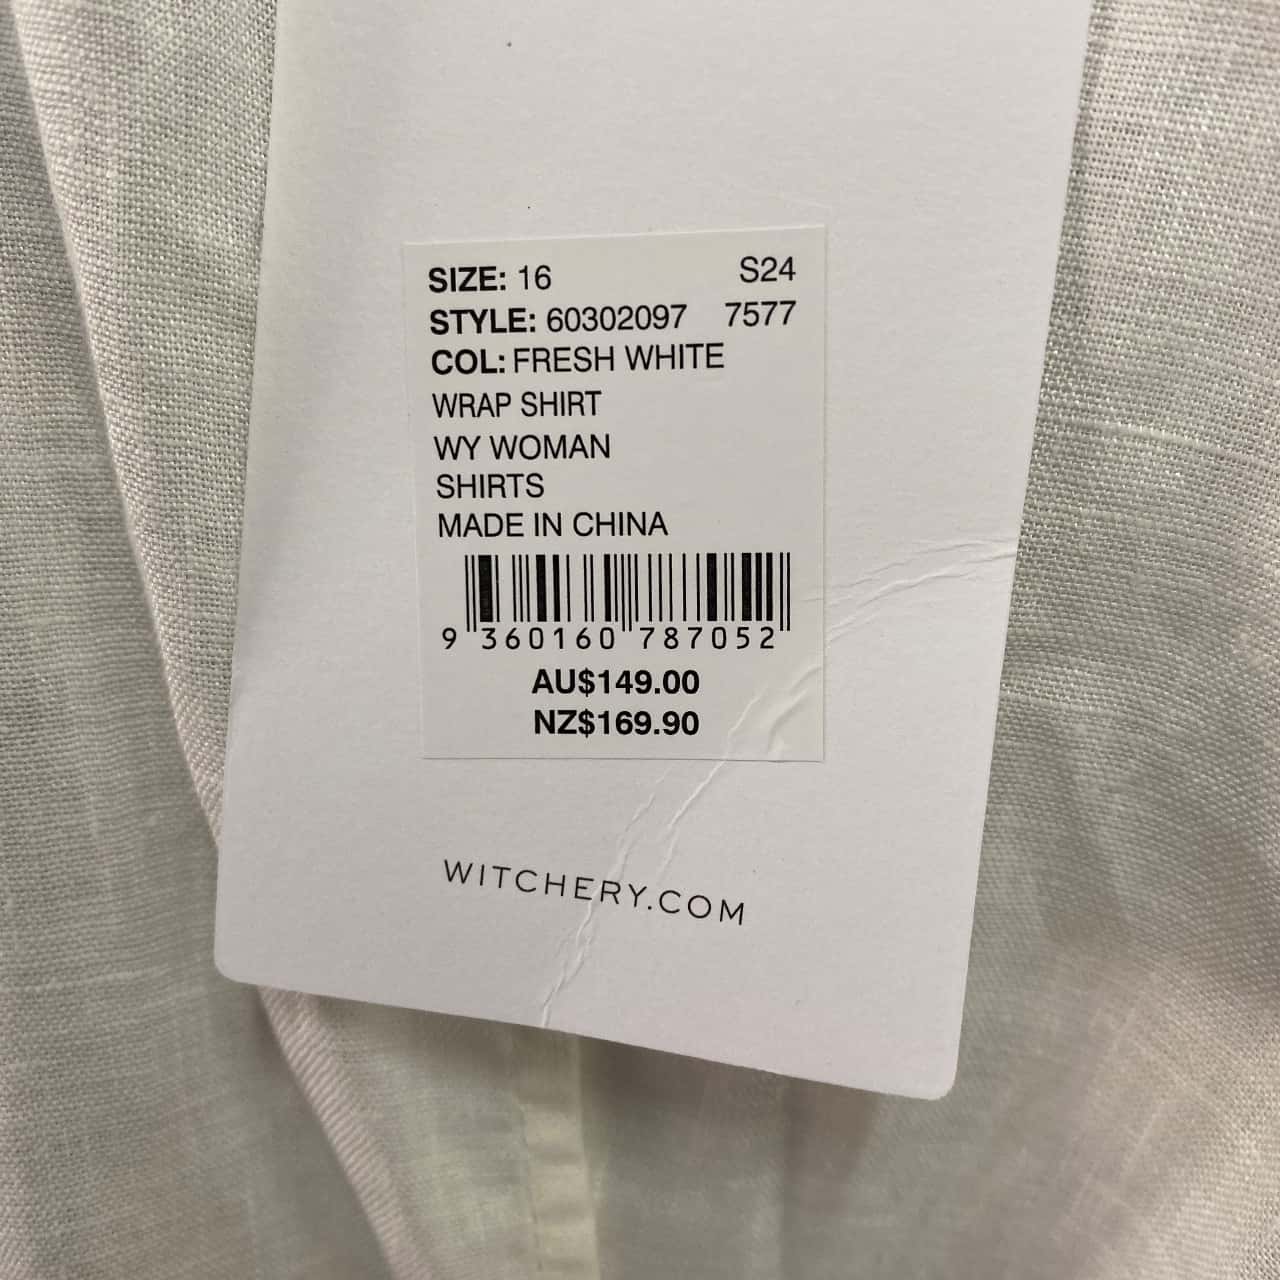 SIZE: 16 S24
STYLE: 60302097 7577
COL: FRESH WHITE
WRAP SHIRT
WY WOMAN
SHIRTS
MADE IN CHINA
9 360160 787052
AU$149.00
NZ$169.90
WITCHERY.COM